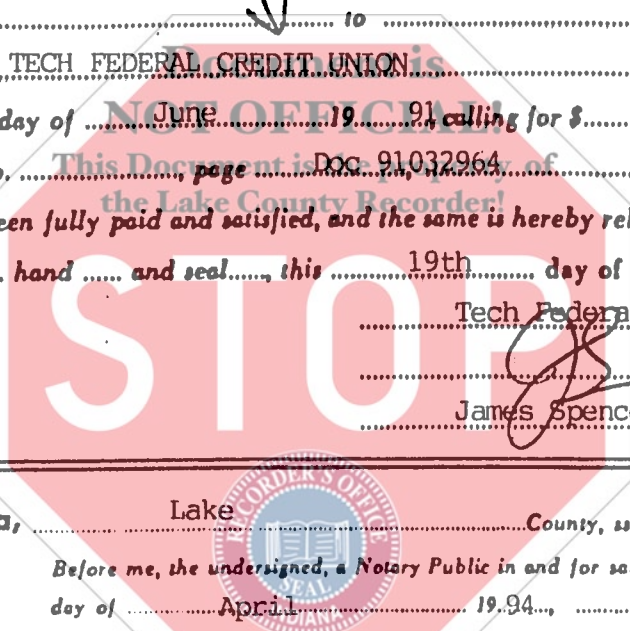 to
TECH FEDERAL CREDIT UNION
Document is
day of June 19 91 calling for $
NOT OFFICIAL!
page Doc 91032964
This Document is the property of
the Lake County Recorder!
een fully paid and satisfied, and the same is hereby rel
hand and seal, this 19th day of
STOP
Tech Federa
James Spenc
Lake County, ss
RECORDER'S OFFICE
Before me, the undersigned, a Notary Public in and for sa
SEAL
day of April 19 94
INDIANA